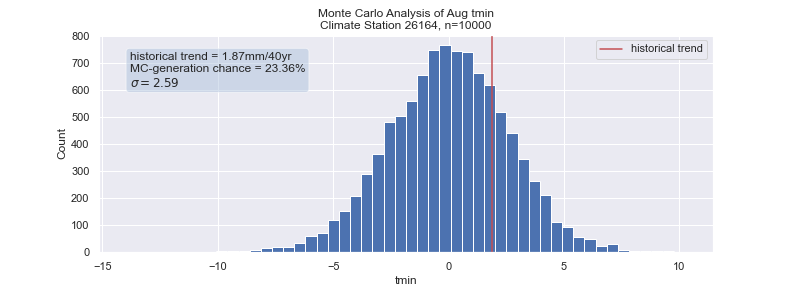 Monte Carlo Analysis of Aug tmin
Climate Station 26164, n=10000
historical trend = 1.87mm/40yr
MC-generation chance = 23.36%
σ = 2.59
historical trend
Count
800
700
600
500
400
300
200
100
0
−15
−10
−5
0
5
10
tmin